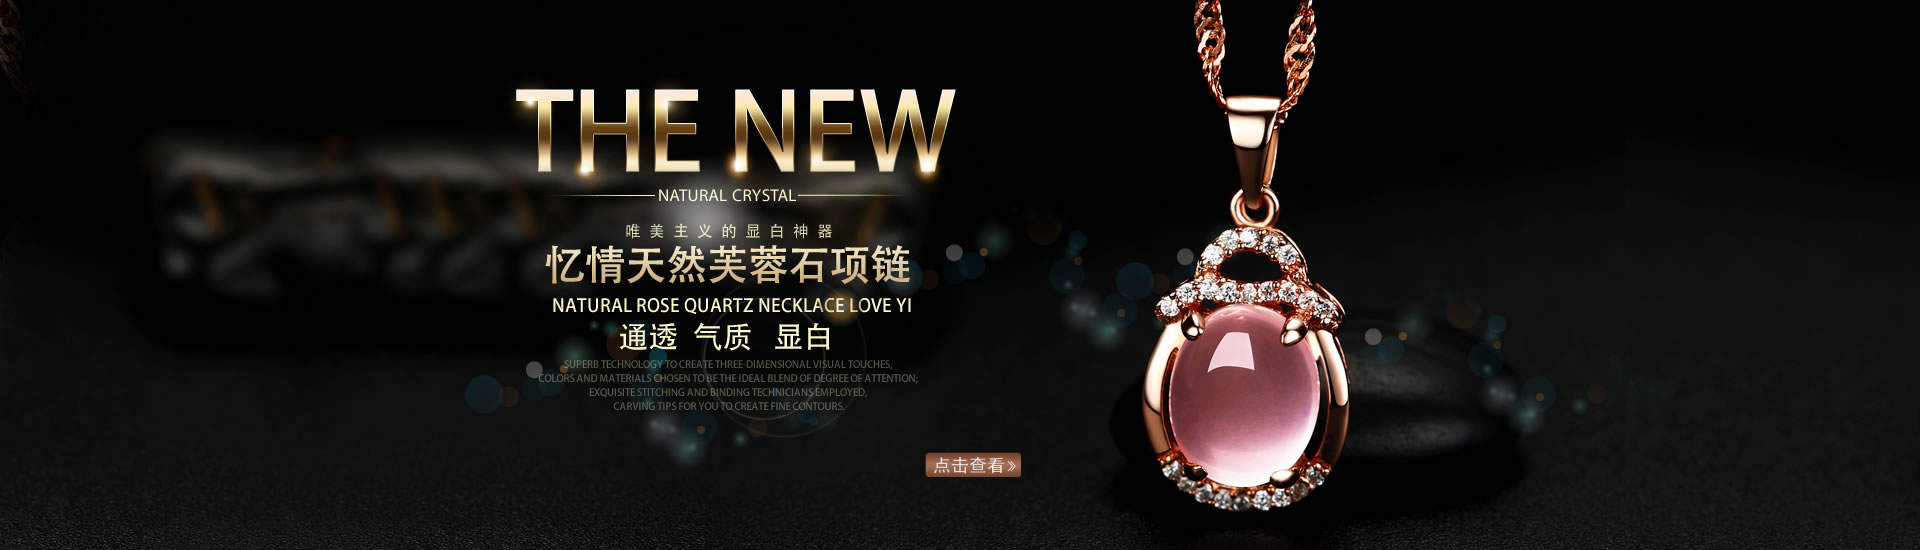 THE NEW
NATURAL CRYSTAL
唯美主义的显白神器
忆情天然芙蓉石项链
NATURAL ROSE QUARTZ NECKLACE LOVE YI
通透 气质 显白
SUPERB TECHNOLOGY TO CREATE THREE-DIMENSIONAL VISUAL TOUCHES,
COLORS AND MATERIALS CHOSEN TO BE THE IDEAL BLEND OF DEGREE OF ATTENTION;
EXQUISITE STITCHING AND BINDING TECHNICIANS EMPLOYED,
CARVING TIPS FOR YOU TO CREATE FINE CONTOURS.
点击查看》